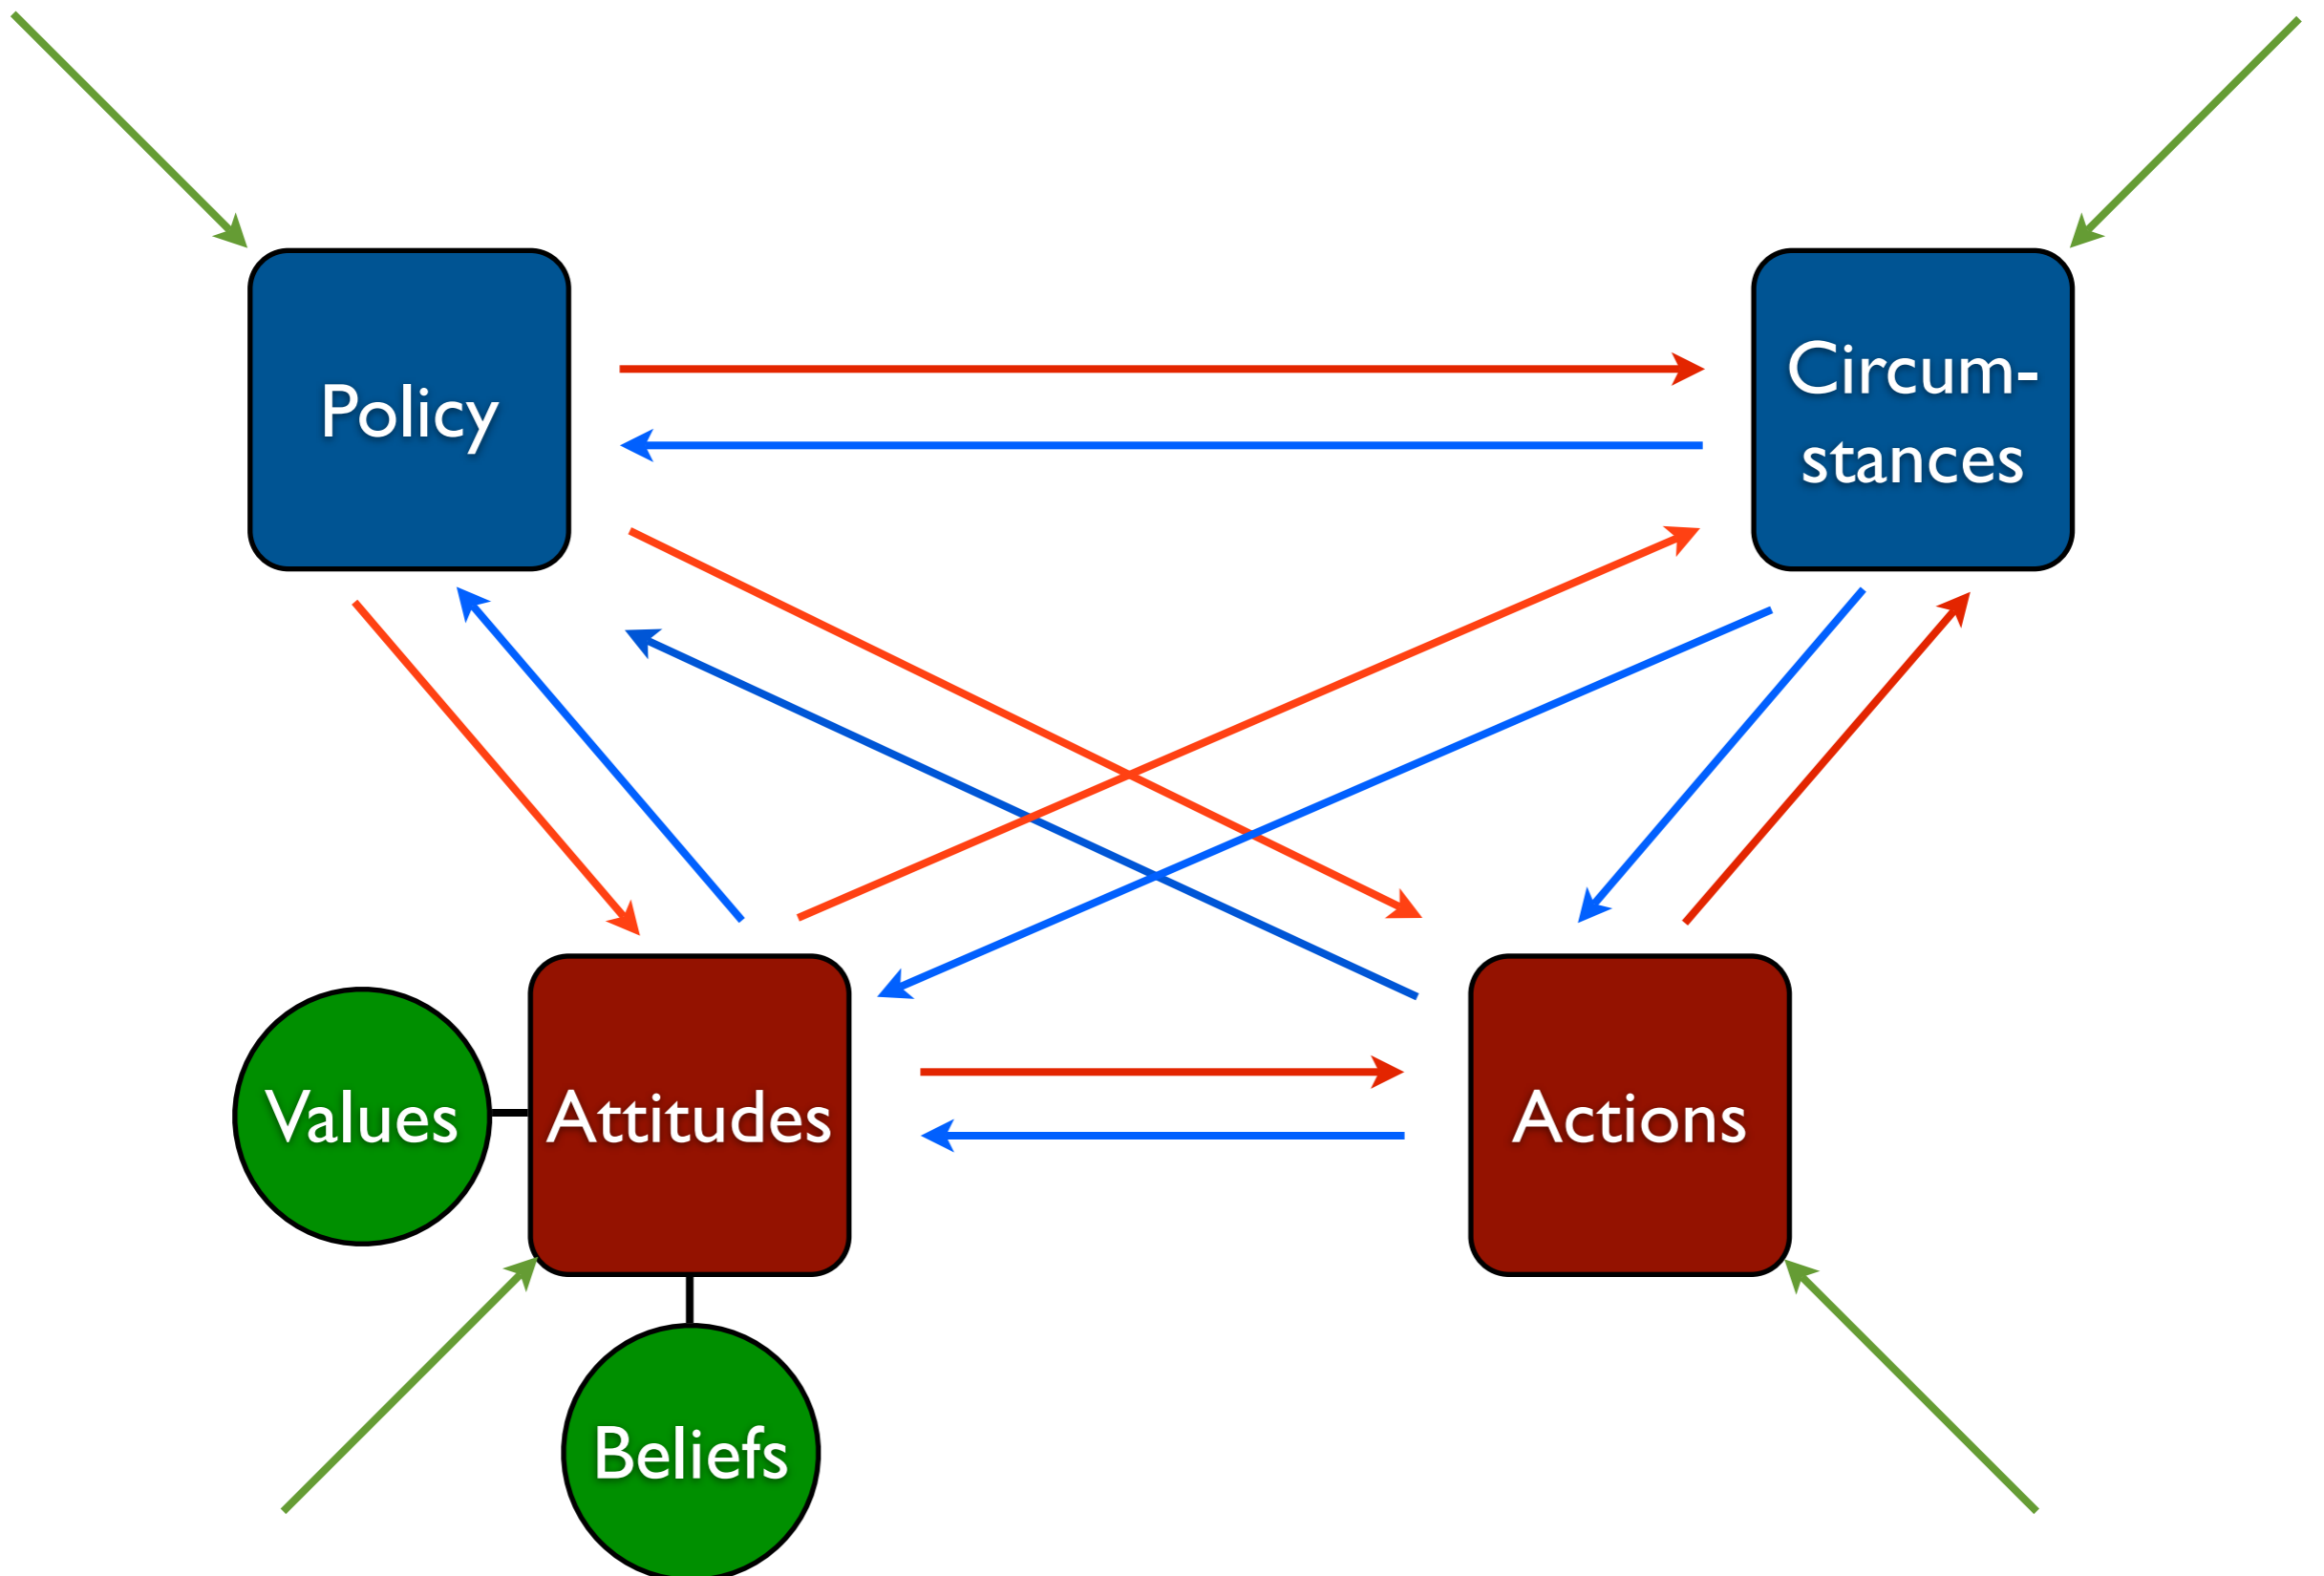 Policy
Circum-
stances
Values
Attitudes
Actions
Beliefs